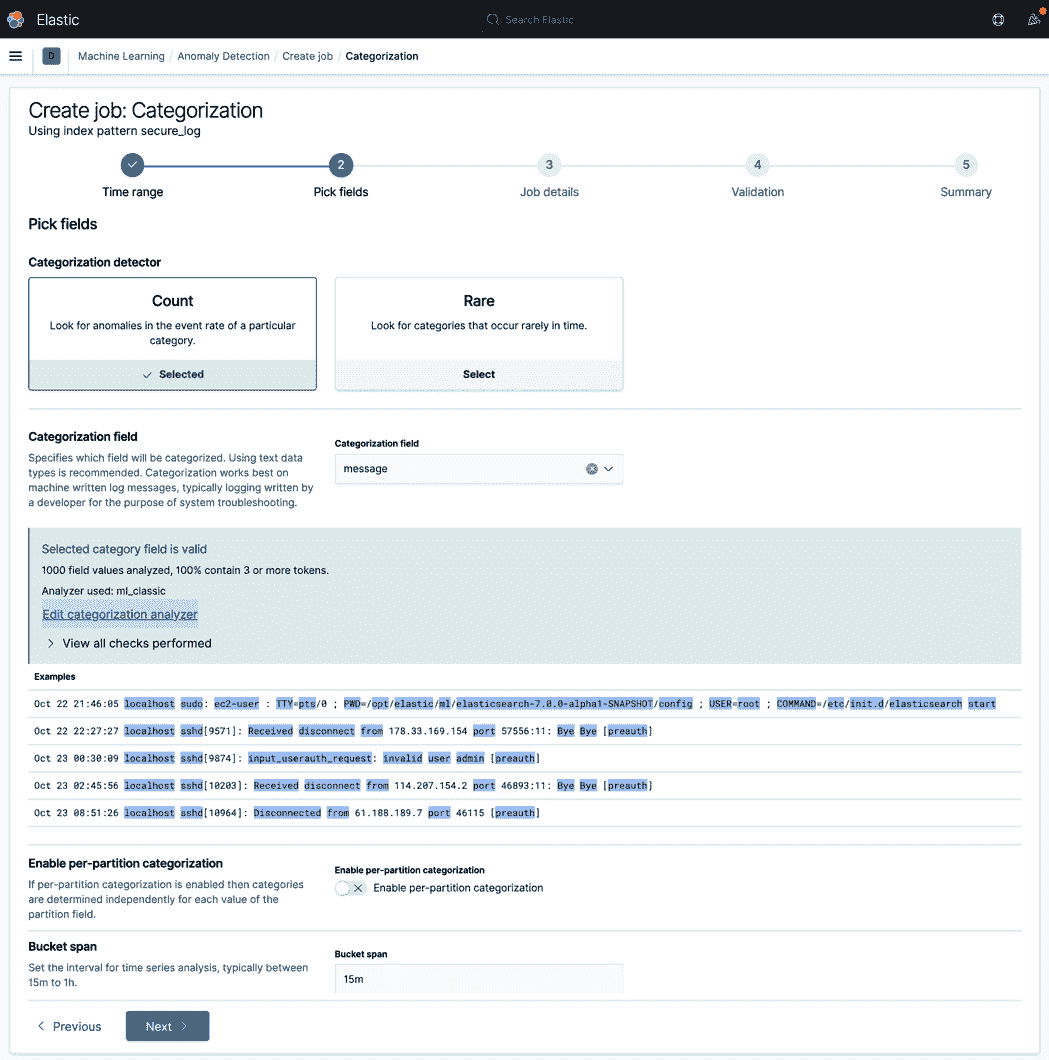 Elastic
Search Elastic
D
Machine Learning / Anomaly Detection / Create job / Categorization
Create job: Categorization
Using index pattern secure_log
2
3
4
5
Time range
Pick fields
Job details
Validation
Summary
Pick fields
Categorization detector
Count
Look for anomalies in the event rate of a particular
category.
Selected
Rare
Look for categories that occur rarely in time.
Select
Categorization field
Specifies which field will be categorized. Using text data
types is recommended. Categorization works best on
machine written log messages, typically logging written by
a developer for the purpose of system troubleshooting.
Categorization field
message
Selected category field is valid
1000 field values analyzed, 100% contain 3 or more tokens.
Analyzer used: ml_classic
Edit categorization analyzer
View all checks performed
Examples
Oct 22 21:46:05 localhost sudo: ec2-user : TTY=pts/0 ; PWD=/opt/elastic/ml/elasticsearch-7.0.0-alpha1-SNAPSHOT/config ; USER=root ; COMMAND=/etc/init.d/elasticsearch start
Oct 22 22:27:27 localhost sshd[9571]: Received disconnect from 178.33.169.154 port 57556:11: Bye Bye [preauth]
Oct 23 00:30:09 localhost sshd[9874]: input_userauth_request: invalid user admin [preauth]
Oct 23 02:45:56 localhost sshd[10203]: Received disconnect from 114.207.154.2 port 46893:11: Bye Bye [preauth]
Oct 23 08:51:26 localhost sshd[10964]: Disconnected from 61.188.189.7 port 46115 [preauth]
Enable per-partition categorization
If per-partition categorization is enabled then categories
are determined independently for each value of the
partition field.
Enable per-partition categorization
Enable per-partition categorization
Bucket span
Set the interval for time series analysis, typically between
15m to 1h.
Bucket span
15m
Previous
Next